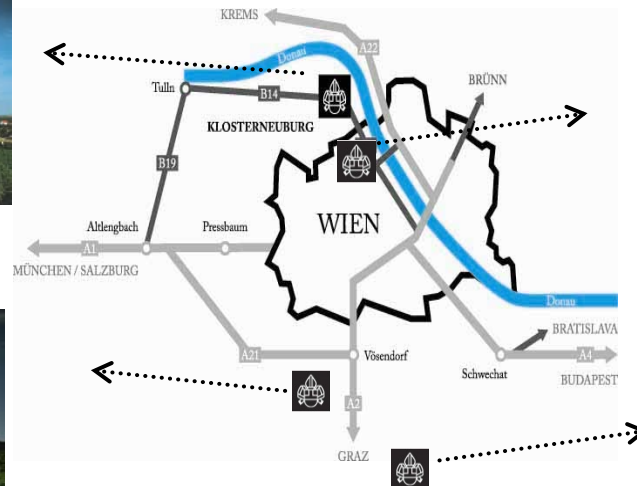 KREMS
Donau
A22
BRÜNN
Tulln
B14
KLOSTERNEUBURG
B19
WIEN
Altlengbach
Pressbaum
A1
MÜNCHEN / SALZBURG
Donau
BRATISLAVA
A21
Vösendorf
Schwechat
A4
BUDAPEST
A2
GRAZ